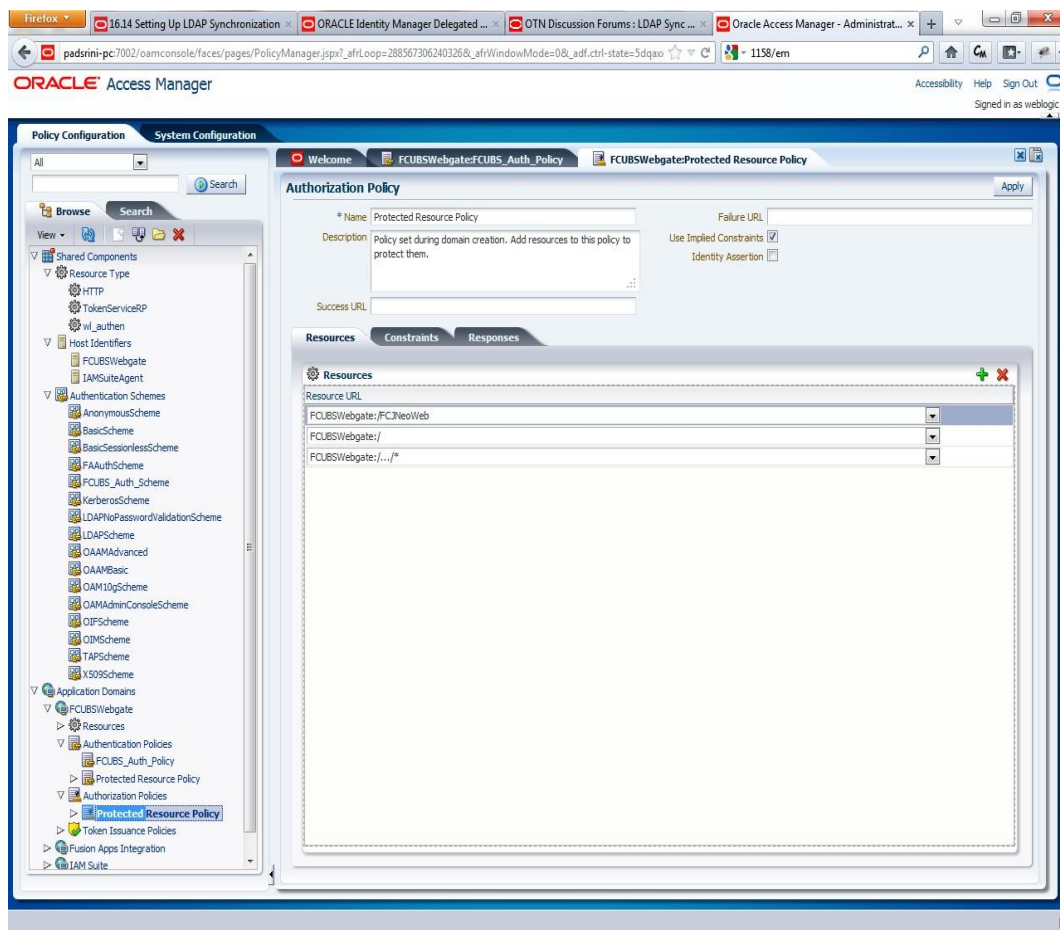 Firefox
16.14 Setting Up LDAP Synchronization
ORACLE Identity Manager Delegated ...
OTN Discussion Forums : LDAP Sync ...
Oracle Access Manager - Administrat...
padsrini-pc:7002/oamconsole/faces/pages/PolicyManager.jspx?_afrLoop=288567306240326&_afrWindowMode=0&_adf.ctrl-state=5dqaxo
1158/em
ORACLE Access Manager
Accessibility Help Sign Out
Signed in as weblogic
Policy Configuration System Configuration
All
Search
Browse Search
View
Shared Components
Resource Type
HTTP
TokenServiceRP
wl_authen
Host Identifiers
FCUBSWebgate
IAMSuiteAgent
Authentication Schemes
AnonymousScheme
BasicScheme
BasicSessionlessScheme
FAAuthScheme
FCUBS_Auth_Scheme
KerberosScheme
LDAPNoPasswordValidationScheme
LDAPScheme
OAAMAdvanced
OAAMBasic
OAM10gScheme
OAMAdminConsoleScheme
OIFScheme
OIMScheme
TAPScheme
X509Scheme
Application Domains
FCUBSWebgate
Resources
Authentication Policies
FCUBS_Auth_Policy
Protected Resource Policy
Authorization Policies
Protected Resource Policy
Token Issuance Policies
Fusion Apps Integration
IAM Suite
Welcome FCUBSWebgate:FCUBS_Auth_Policy FCUBSWebgate:Protected Resource Policy
Authorization Policy
Apply
* Name Protected Resource Policy
Description Policy set during domain creation. Add resources to this policy to
protect them.
Success URL
Failure URL
Use Implied Constraints
Identity Assertion
Resources Constraints Responses
Resources
Resource URL
FCUBSWebgate:/FCJNeoWeb
FCUBSWebgate:/
FCUBSWebgate:/.../*